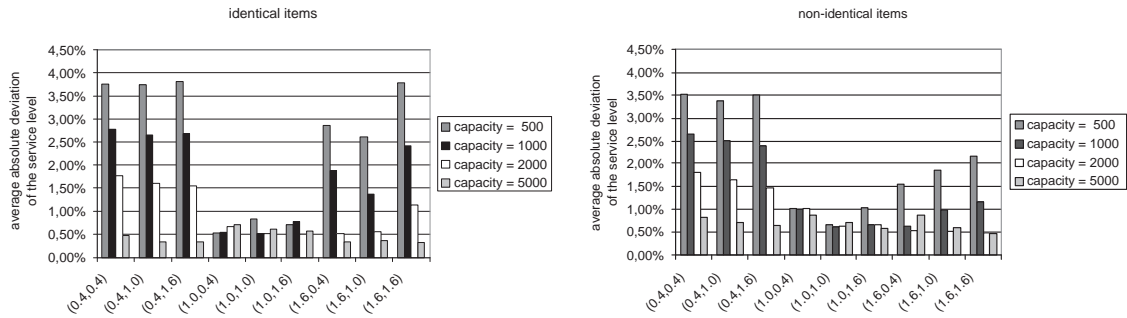 identical items
4,50%
4,00%
3,50%
3,00%
2,50%
2,00%
1,50%
1,00%
0,50%
0,00%
average absolute deviation
of the service level
(0.4,0.4)
(0.4,1.0)
(0.4,1.6)
(1.0,0.4)
(1.0,1.0)
(1.0,1.6)
(1.6,0.4)
(1.6,1.0)
(1.6,1.6)
capacity = 500
capacity = 1000
capacity = 2000
capacity = 5000
non-identical items
4,50%
4,00%
3,50%
3,00%
2,50%
2,00%
1,50%
1,00%
0,50%
0,00%
average absolute deviation
of the service level
(0.4,0.4)
(0.4,1.0)
(0.4,1.6)
(1.0,0.4)
(1.0,1.0)
(1.0,1.6)
(1.6,0.4)
(1.6,1.0)
(1.6,1.6)
capacity = 500
capacity = 1000
capacity = 2000
capacity = 5000